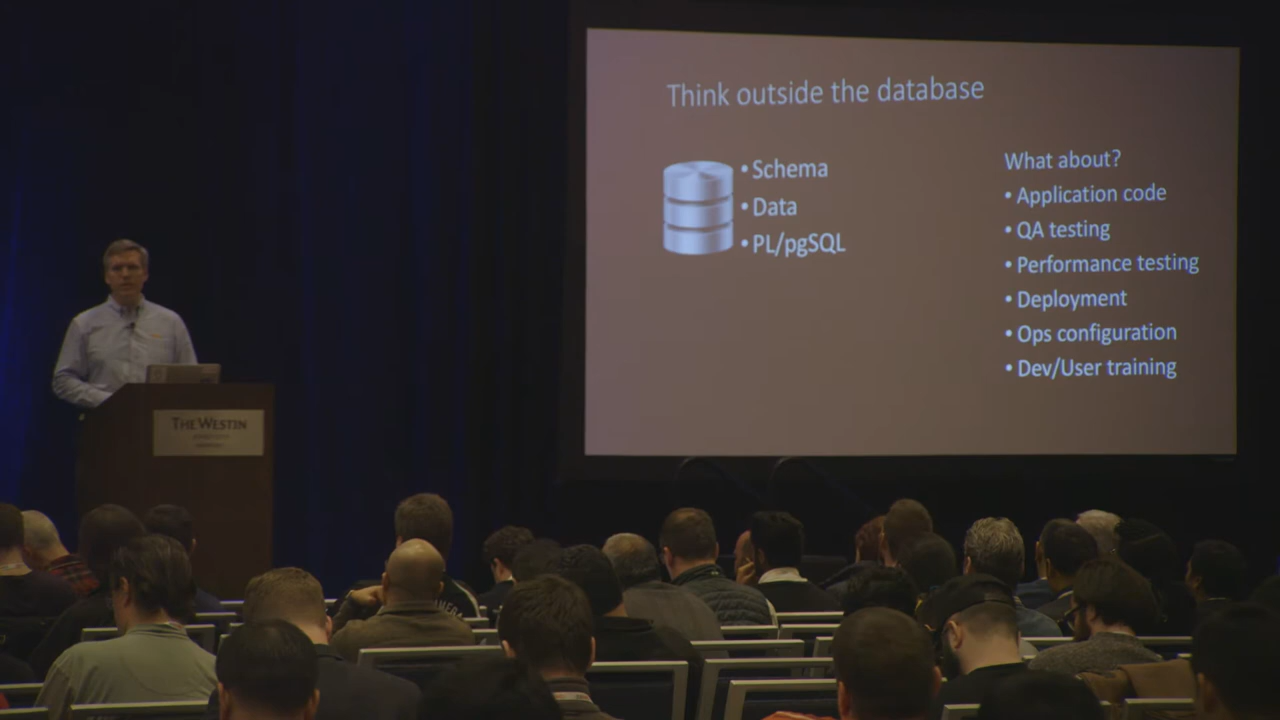 Think outside the database
• Schema
• Data
• PL/pgSQL
What about?
• Application code
• QA testing
• Performance testing
• Deployment
• Ops configuration
• Dev/User training
THE WESTIN